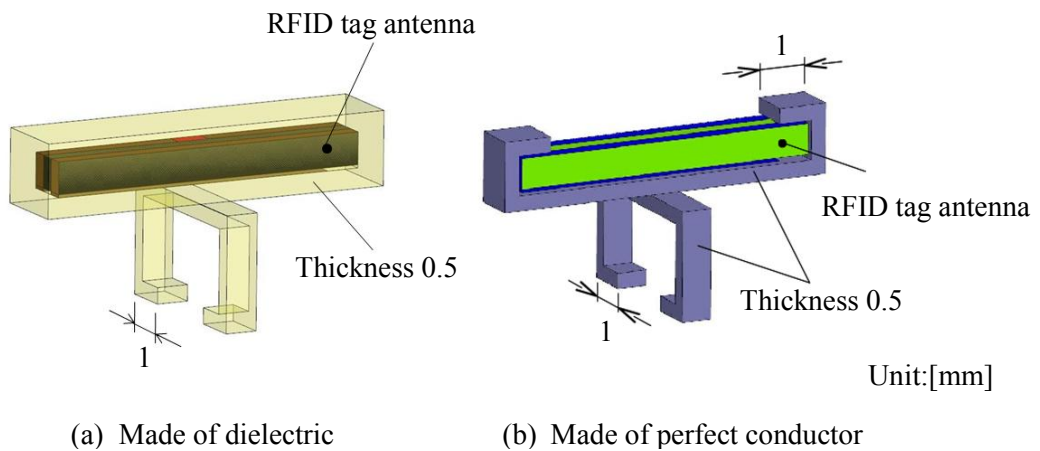 RFID tag antenna
1
RFID tag antenna
Thickness 0.5
Thickness 0.5
1
1
Unit:[mm]
(a) Made of dielectric
(b) Made of perfect conductor